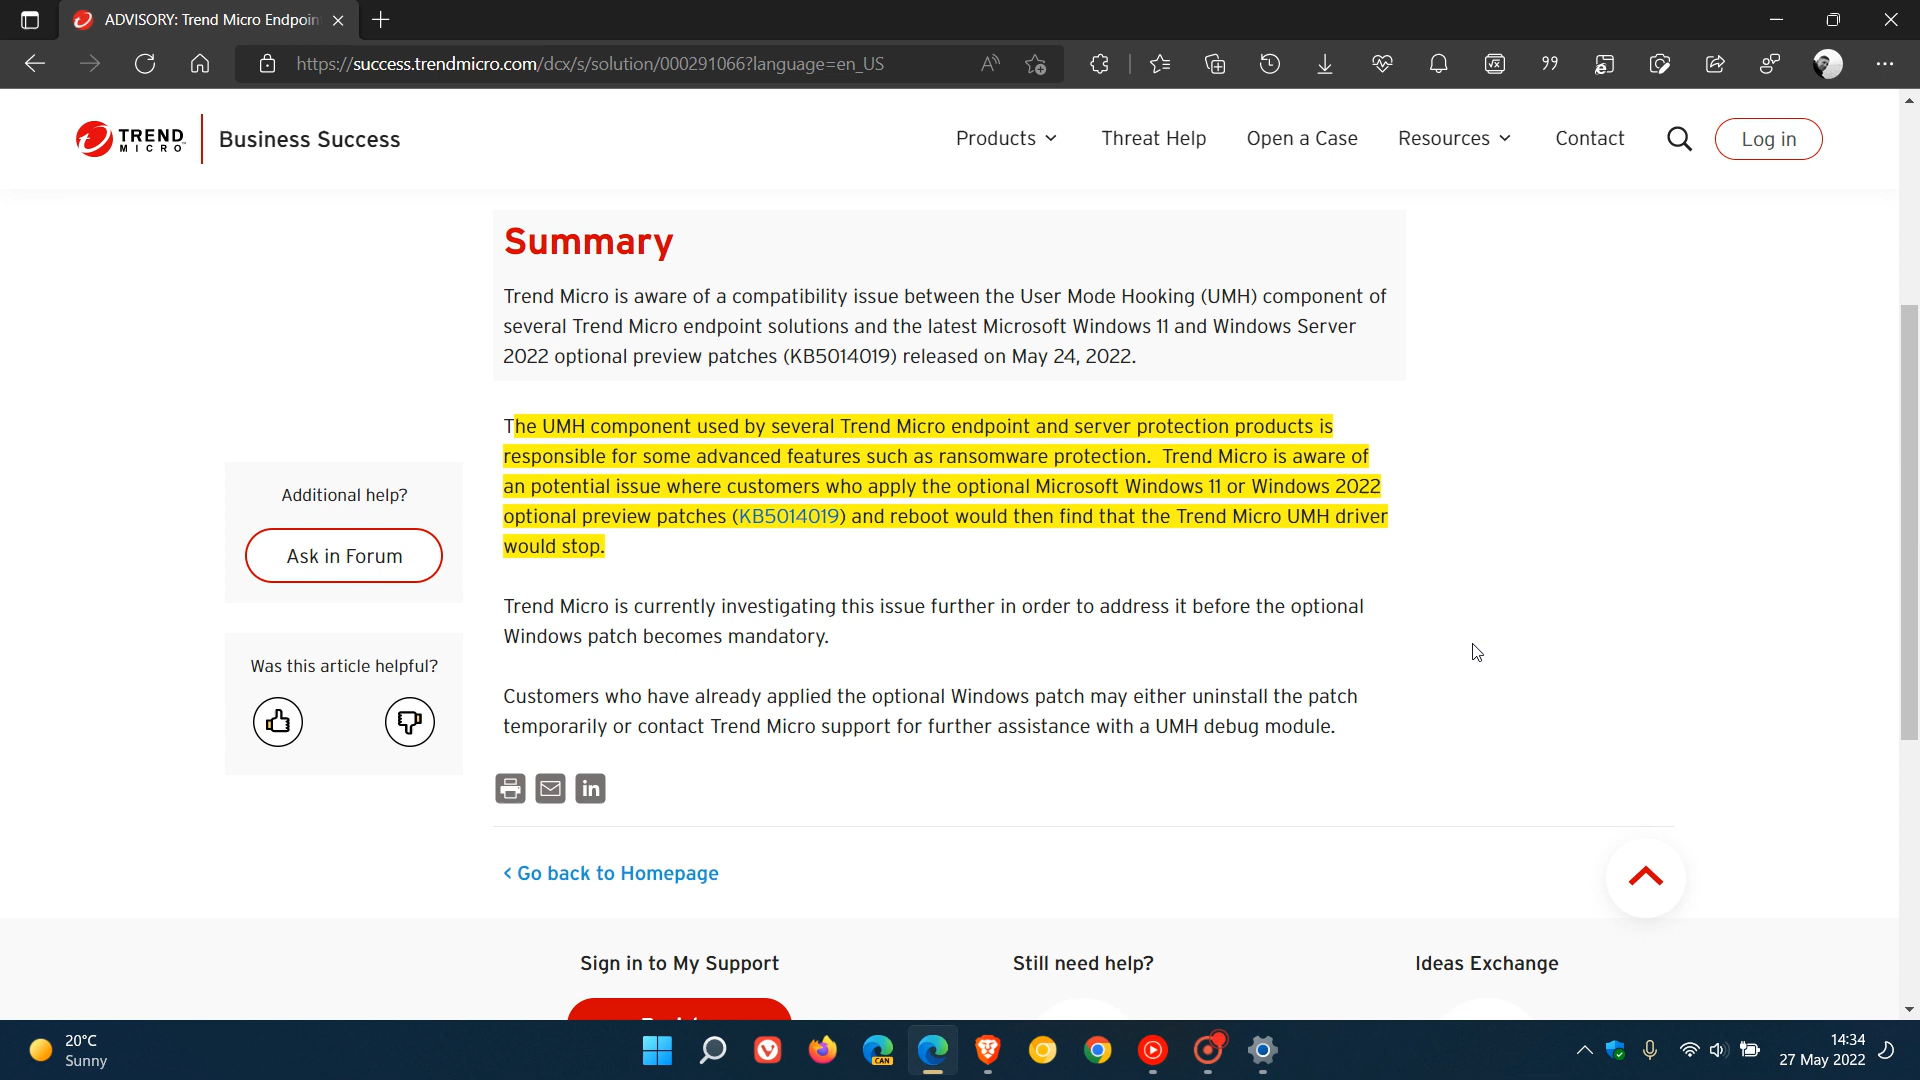 ADVISORY: Trend Micro Endpoin
https://success.trendmicro.com/dcx/s/solution/000291066?language=en_US
TREND MICRO
Business Success
Products
Threat Help
Open a Case
Resources
Contact
Log in
Summary
Trend Micro is aware of a compatibility issue between the User Mode Hooking (UMH) component of
several Trend Micro endpoint solutions and the latest Microsoft Windows 11 and Windows Server
2022 optional preview patches (KB5014019) released on May 24, 2022.
The UMH component used by several Trend Micro endpoint and server protection products is
responsible for some advanced features such as ransomware protection. Trend Micro is aware of
an potential issue where customers who apply the optional Microsoft Windows 11 or Windows 2022
optional preview patches (KB5014019) and reboot would then find that the Trend Micro UMH driver
would stop.
Trend Micro is currently investigating this issue further in order to address it before the optional
Windows patch becomes mandatory.
Customers who have already applied the optional Windows patch may either uninstall the patch
temporarily or contact Trend Micro support for further assistance with a UMH debug module.
Additional help?
Ask in Forum
Was this article helpful?
in
< Go back to Homepage
Sign in to My Support
Still need help?
Ideas Exchange
20°C
Sunny
CAN
14:34
27 May 2022